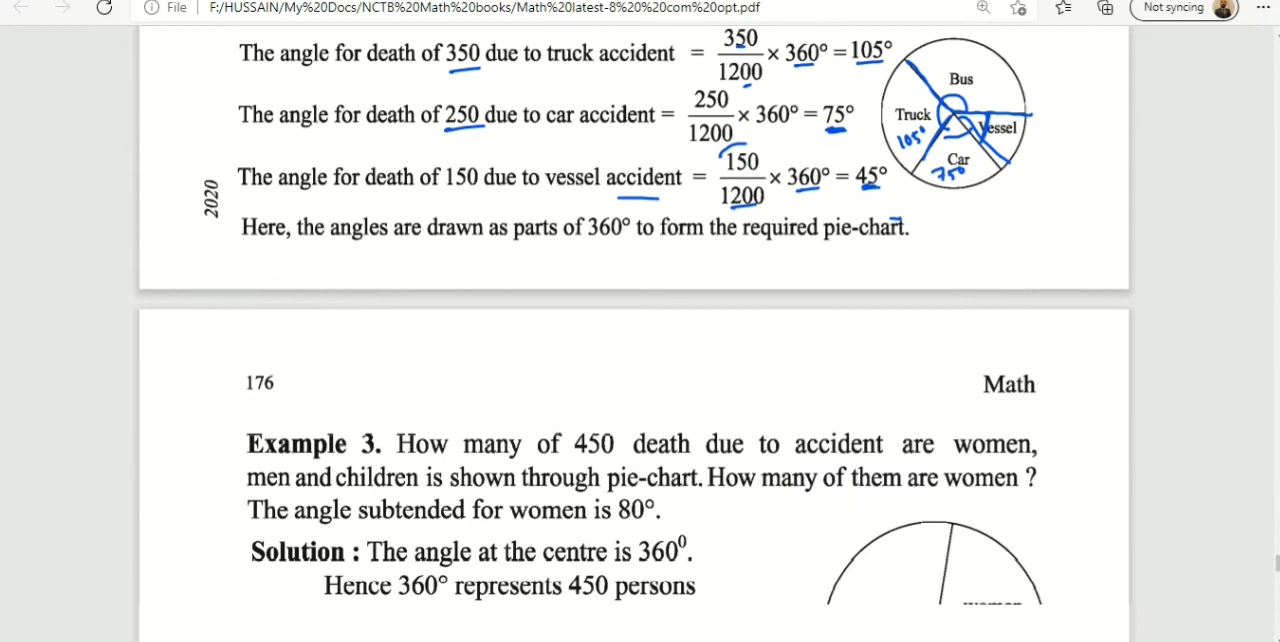 File F:/HUSSAIN/My%20Docs/NCTB%20Math%20books/Math%20latest-8%20%20com%20opt.pdf Not syncing
The angle for death of 350 due to truck accident = 350/1200 × 360° = 105°
The angle for death of 250 due to car accident = 250/1200 × 360° = 75°
The angle for death of 150 due to vessel accident = 150/1200 × 360° = 45°
Here, the angles are drawn as parts of 360° to form the required pie-chart.
Bus
Truck
105°
Vessel
Car
75°
2020
176 Math
Example 3. How many of 450 death due to accident are women,
men and children is shown through pie-chart. How many of them are women ?
The angle subtended for women is 80°.
Solution : The angle at the centre is 360⁰.
Hence 360° represents 450 persons